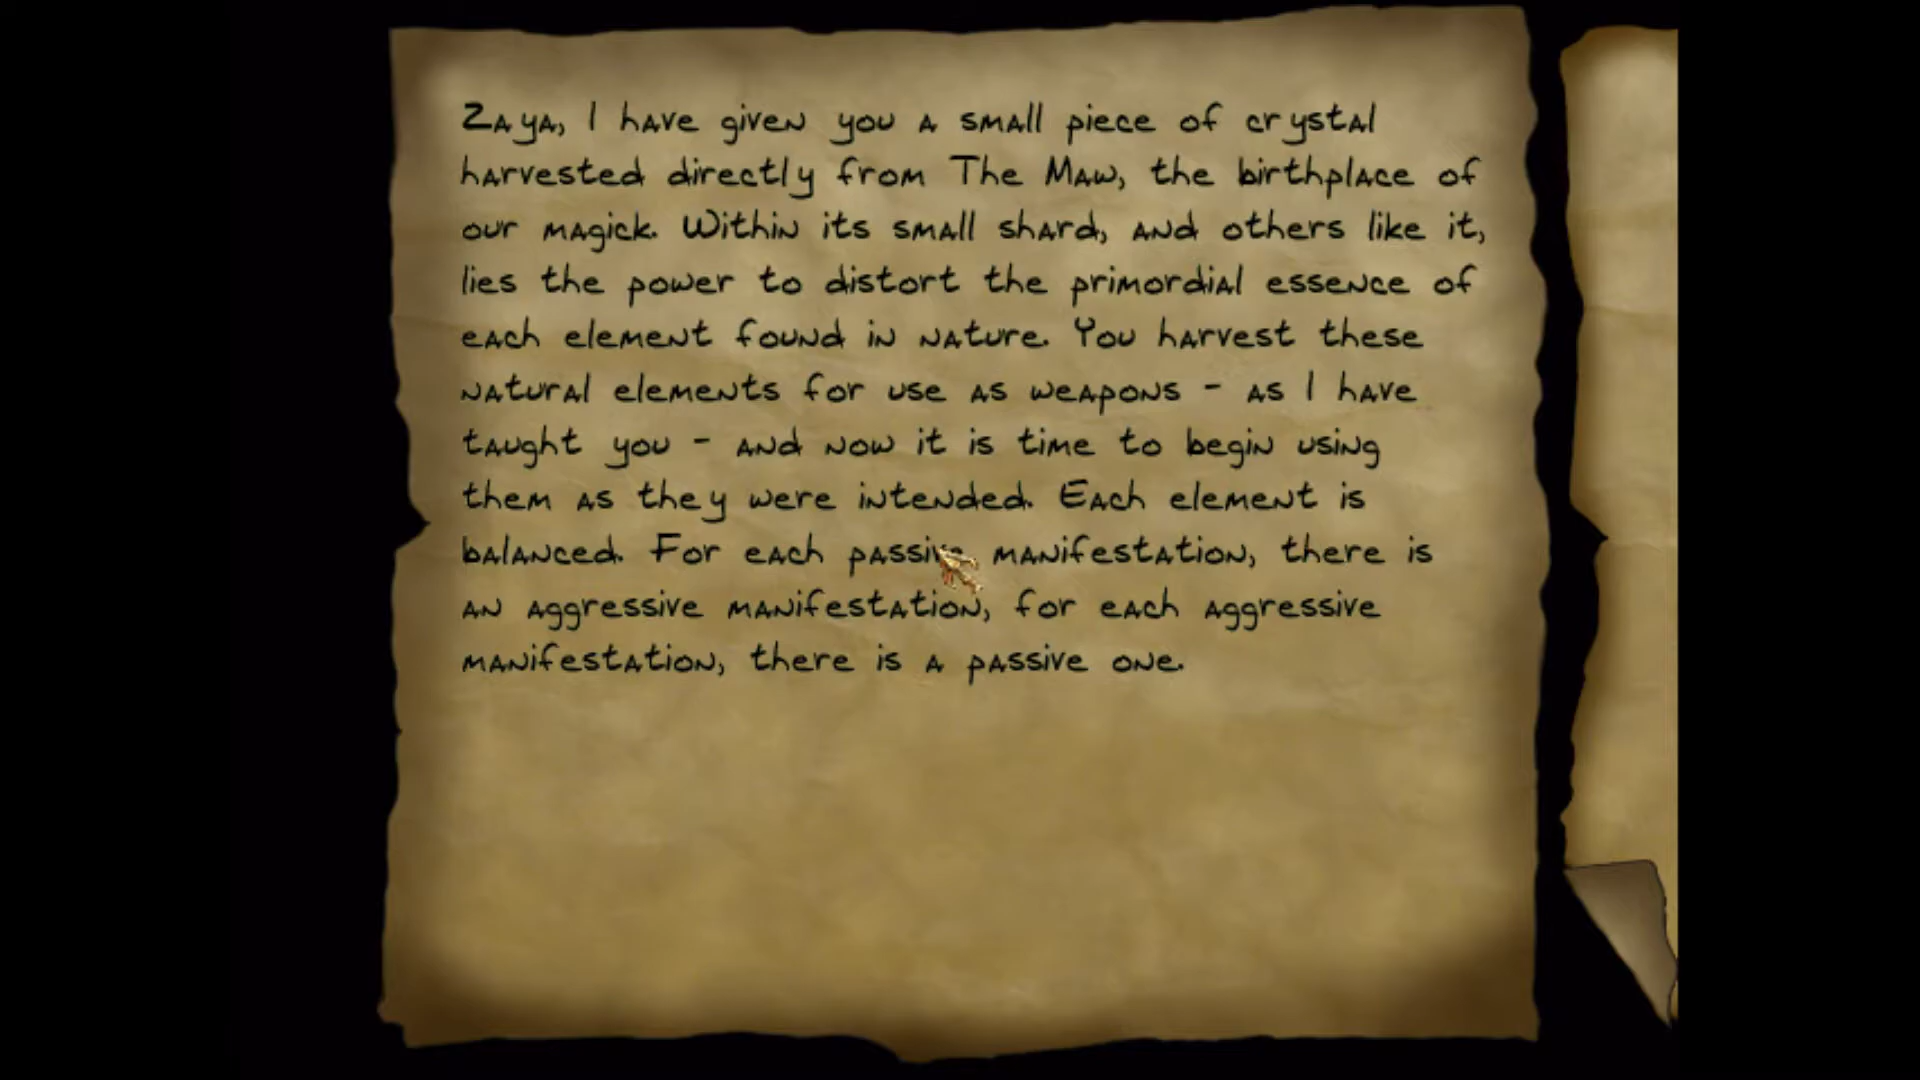 Zaya, I have given you a small piece of crystal
harvested directly from The Maw, the birthplace of
our magick. Within its small shard, and others like it,
lies the power to distort the primordial essence of
each element found in nature. You harvest these
natural elements for use as weapons - as I have
taught you - and now it is time to begin using
them as they were intended. Each element is
balanced. For each passive manifestation, there is
an aggressive manifestation, for each aggressive
manifestation, there is a passive one.